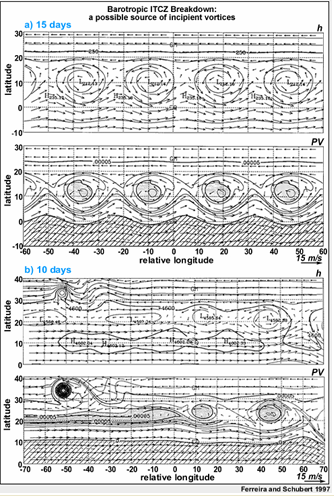 Barotropic ITCZ Breakdown:
a possible source of incipient vortices
a) 15 days
h
30
20
latitude
10
0
-10
PV
30
20
latitude
10
0
-10
-60 -50 -40 -30 -20 -10 0 10 20 30 40 50 60
relative longitude
15 m/s
b) 10 days
h
40
30
latitude
20
10
0
PV
40
30
latitude
20
10
0
-70 -60 -50 -40 -30 -20 -10 0 10 20 30 40 50 60 70
relative longitude
15 m/s
Ferreira and Schubert 1997